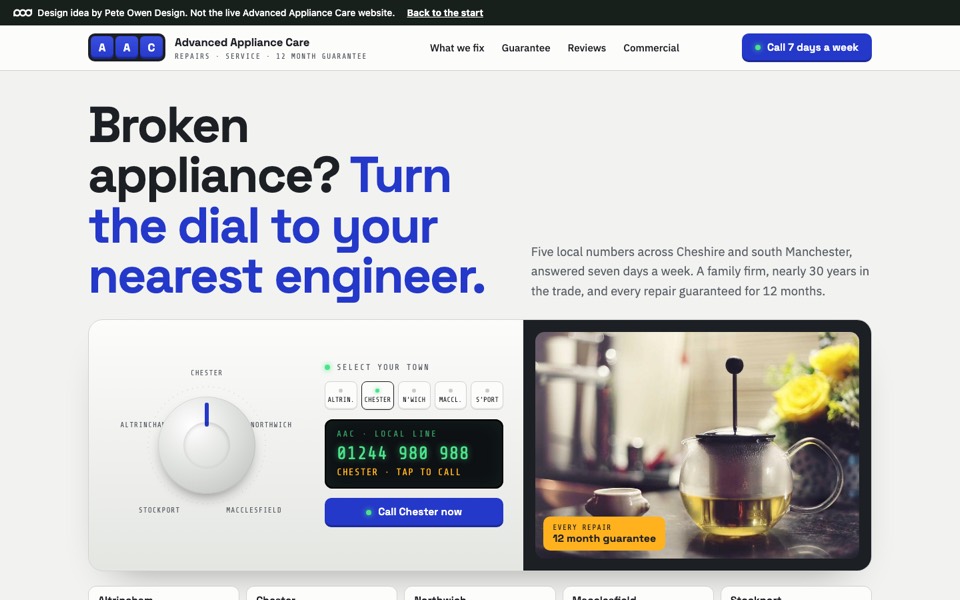 Design idea by Pete Owen Design. Not the live Advanced Appliance Care website. Back to the start
A A C
Advanced Appliance Care
REPAIRS · SERVICE · 12 MONTH GUARANTEE
What we fix
Guarantee
Reviews
Commercial
Call 7 days a week
Broken
appliance? Turn
the dial to your
nearest engineer.
Five local numbers across Cheshire and south Manchester,
answered seven days a week. A family firm, nearly 30 years in
the trade, and every repair guaranteed for 12 months.
CHESTER
NORTHWICH
STOCKPORT
MACCLESFIELD
SELECT YOUR TOWN
ALTRIN.
CHESTER
N'WICH
MACCL.
S'PORT
AAC · LOCAL LINE
01244 980 988
CHESTER · TAP TO CALL
Call Chester now
EVERY REPAIR
12 month guarantee
Altrincham
Chester
Northwich
Macclesfield
Stockport